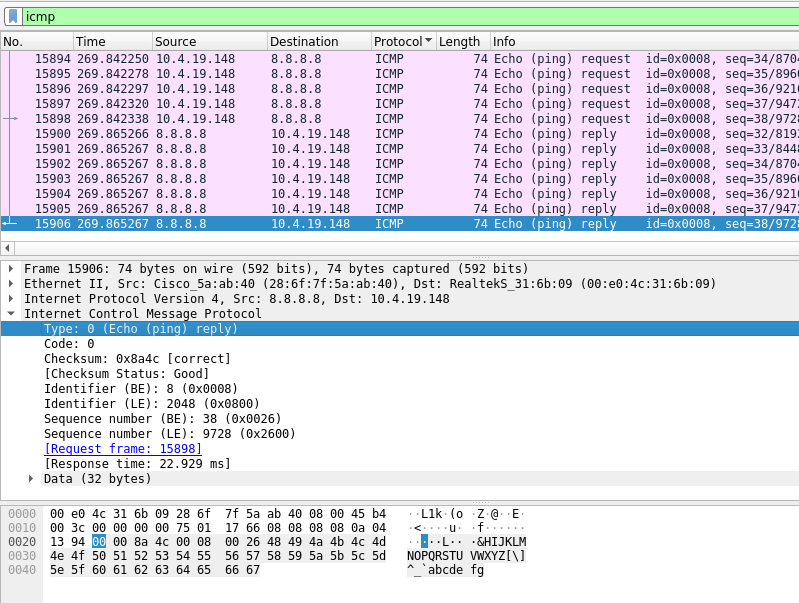 icmp
No. Time Source Destination Protocol Length Info
15894 269.842250 10.4.19.148 8.8.8.8 ICMP 74 Echo (ping) request id=0x0008, seq=34/8704
15895 269.842278 10.4.19.148 8.8.8.8 ICMP 74 Echo (ping) request id=0x0008, seq=35/8960
15896 269.842297 10.4.19.148 8.8.8.8 ICMP 74 Echo (ping) request id=0x0008, seq=36/9216
15897 269.842320 10.4.19.148 8.8.8.8 ICMP 74 Echo (ping) request id=0x0008, seq=37/9472
15898 269.842338 10.4.19.148 8.8.8.8 ICMP 74 Echo (ping) request id=0x0008, seq=38/9728
15900 269.865266 8.8.8.8 10.4.19.148 ICMP 74 Echo (ping) reply id=0x0008, seq=32/8192
15901 269.865267 8.8.8.8 10.4.19.148 ICMP 74 Echo (ping) reply id=0x0008, seq=33/8448
15902 269.865267 8.8.8.8 10.4.19.148 ICMP 74 Echo (ping) reply id=0x0008, seq=34/8704
15903 269.865267 8.8.8.8 10.4.19.148 ICMP 74 Echo (ping) reply id=0x0008, seq=35/8960
15904 269.865267 8.8.8.8 10.4.19.148 ICMP 74 Echo (ping) reply id=0x0008, seq=36/9216
15905 269.865267 8.8.8.8 10.4.19.148 ICMP 74 Echo (ping) reply id=0x0008, seq=37/9472
15906 269.865267 8.8.8.8 10.4.19.148 ICMP 74 Echo (ping) reply id=0x0008, seq=38/9728
Frame 15906: 74 bytes on wire (592 bits), 74 bytes captured (592 bits)
Ethernet II, Src: Cisco_5a:ab:40 (28:6f:7f:5a:ab:40), Dst: RealtekS_31:6b:09 (00:e0:4c:31:6b:09)
Internet Protocol Version 4, Src: 8.8.8.8, Dst: 10.4.19.148
Internet Control Message Protocol
Type: 0 (Echo (ping) reply)
Code: 0
Checksum: 0x8a4c [correct]
[Checksum Status: Good]
Identifier (BE): 8 (0x0008)
Identifier (LE): 2048 (0x0800)
Sequence number (BE): 38 (0x0026)
Sequence number (LE): 9728 (0x2600)
[Request frame: 15898]
[Response time: 22.929 ms]
Data (32 bytes)
0000 00 e0 4c 31 6b 09 28 6f 7f 5a ab 40 08 00 45 b4 ··L1k·(o ·Z·@··E·
0010 00 3c 00 00 00 00 75 01 17 66 08 08 08 08 0a 04 ·<····u· ·f······
0020 13 94 00 00 8a 4c 00 08 00 26 48 49 4a 4b 4c 4d ·····L·· ·&HIJKLM
0030 4e 4f 50 51 52 53 54 55 56 57 58 59 5a 5b 5c 5d NOPQRSTU VWXYZ[\]
0040 5e 5f 60 61 62 63 64 65 66 67 ^_`abcde fg